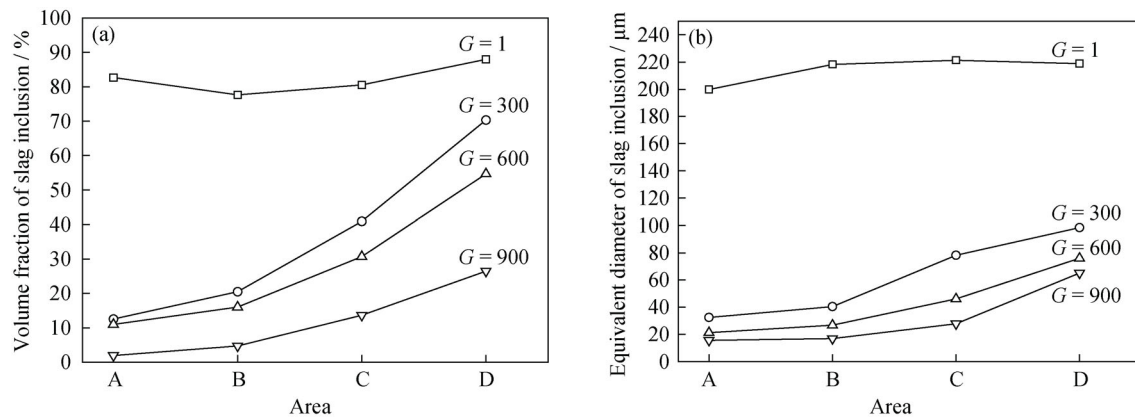 (a)
Volume fraction of slag inclusion / %
100
90
80
70
60
50
40
30
20
10
0
G = 1
G = 300
G = 600
G = 900
A B C D
Area
(b)
Equivalent diameter of slag inclusion / μm
240
220
200
180
160
140
120
100
80
60
40
20
0
G = 1
G = 300
G = 600
G = 900
A B C D
Area